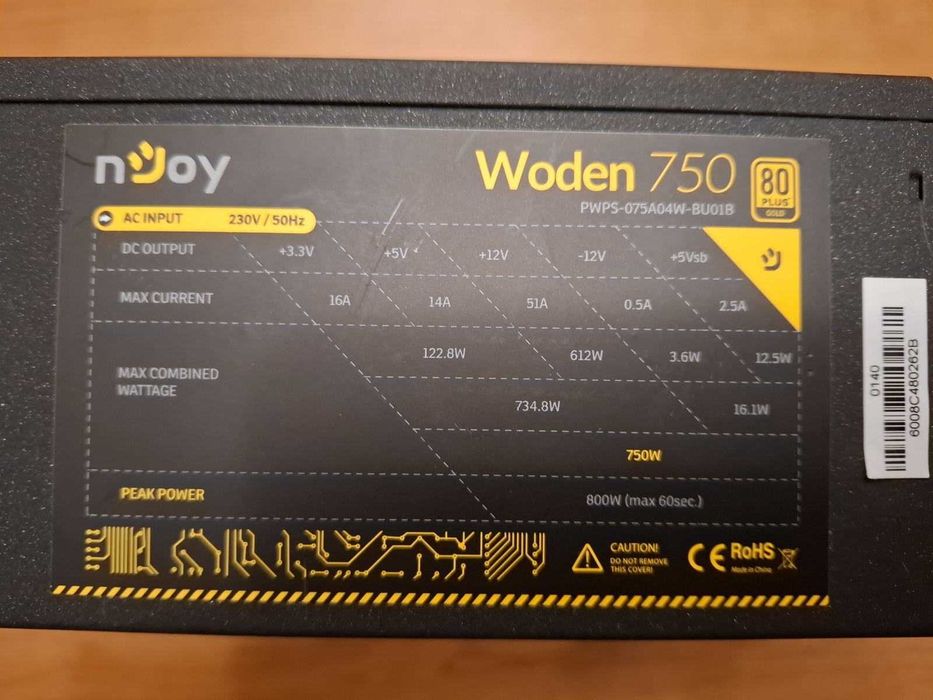 nJoy
Woden 750
PWPS-075A04W-BU01B
80
PLUS
GOLD
AC INPUT 230V / 50Hz
DC OUTPUT +3.3V +5V +12V -12V +5Vsb
MAX CURRENT 16A 14A 51A 0.5A 2.5A
122.8W 612W 3.6W 12.5W
MAX COMBINED
WATTAGE
734.8W 16.1W
750W
PEAK POWER 800W (max 60sec.)
CAUTION!
DO NOT REMOVE
THIS COVER!
CE RoHS
Made in China
0140
6008C480262B